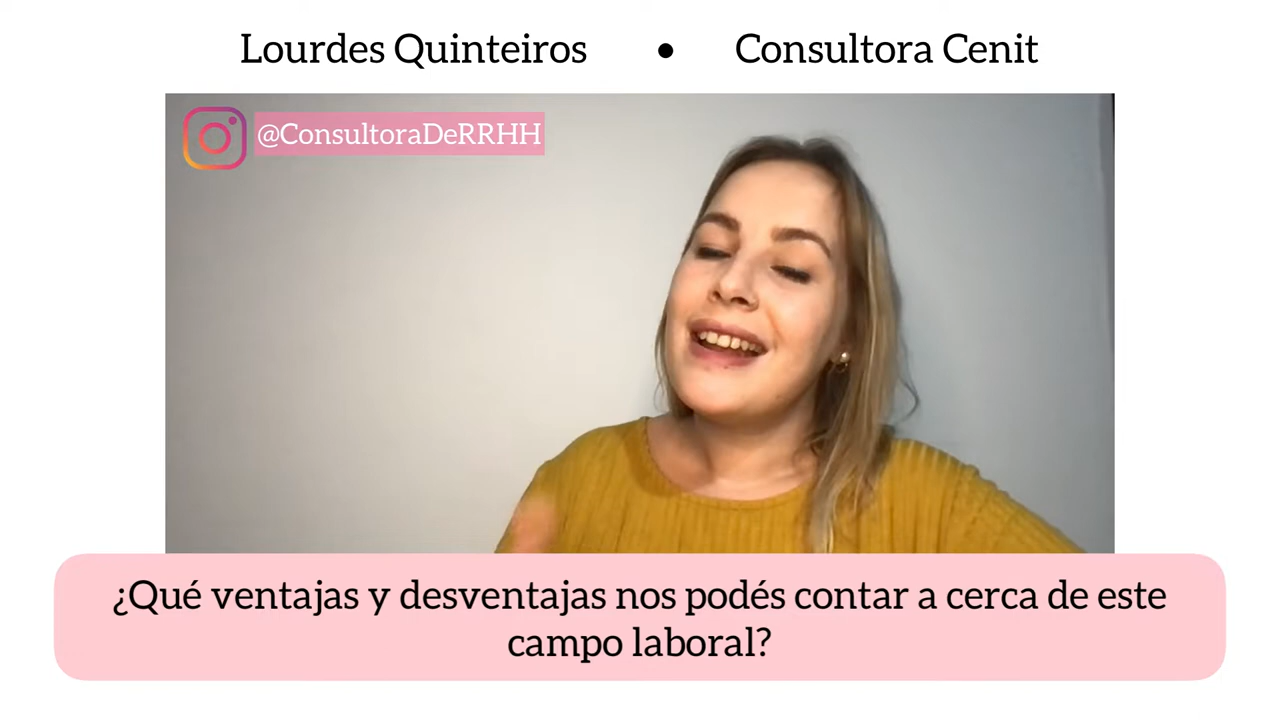 Lourdes Quinteiros • Consultora Cenit
@ConsultoraDeRRHH
¿Qué ventajas y desventajas nos podés contar a cerca de este
campo laboral?